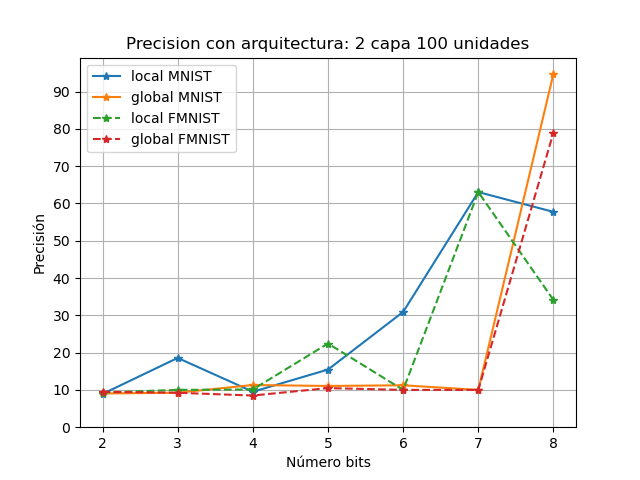 Precision con arquitectura: 2 capa 100 unidades
local MNIST
global MNIST
local FMNIST
global FMNIST
90
80
70
60
50
40
30
20
10
0
Precisión
2 3 4 5 6 7 8
Número bits